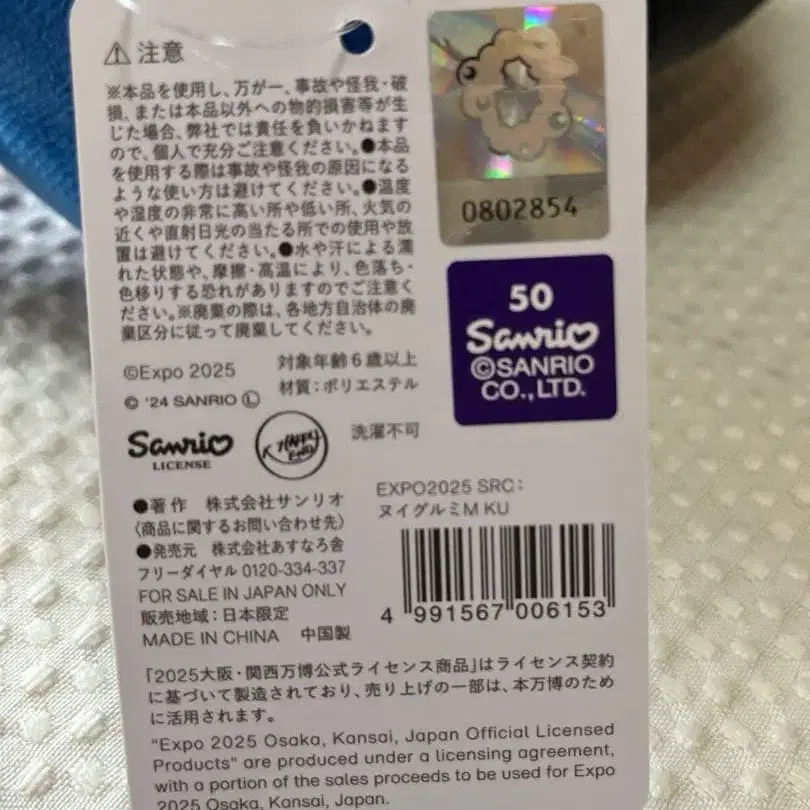 ⚠ 注意
※本品を使用し、万が一、事故や怪我・破
損、または本品以外への物的損害等が生
じた場合、弊社では責任を負いかねます
ので、個人で充分ご注意ください。●本品
を使用する際は事故や怪我の原因になる
ような使い方は避けてください。●温度
や湿度の非常に高い所や低い所、火気の
近くや直射日光の当たる所での使用や放
置は避けてください。●水や汗による濡
れた状態や、摩擦・高温により、色落ち・
色移りする恐れがありますのでご注意く
ださい。※廃棄の際は、各地方自治体の廃
棄区分に従って廃棄してください。
0802854
50
Sanrio
©SANRIO
CO.,LTD.
©Expo 2025
対象年齢6歳以上
© '24 SANRIO Ⓛ
材質:ポリエステル
Sanrio
LICENSE
洗濯不可
●著作 株式会社サンリオ
〈商品に関するお問い合わせ先〉
●発売元 株式会社あすなろ舎
フリーダイヤル 0120-334-337
FOR SALE IN JAPAN ONLY
販売地域:日本限定
MADE IN CHINA 中国製
EXPO2025 SRC:
ヌイグルミM KU
4 991567 006153
「2025大阪・関西万博公式ライセンス商品」はライセンス契約
に基づいて製造されており、売り上げの一部は、本万博のため
に活用されます。
"Expo 2025 Osaka, Kansai, Japan Official Licensed
Products" are produced under a licensing agreement,
with a portion of the sales proceeds to be used for Expo
2025 Osaka, Kansai, Japan.